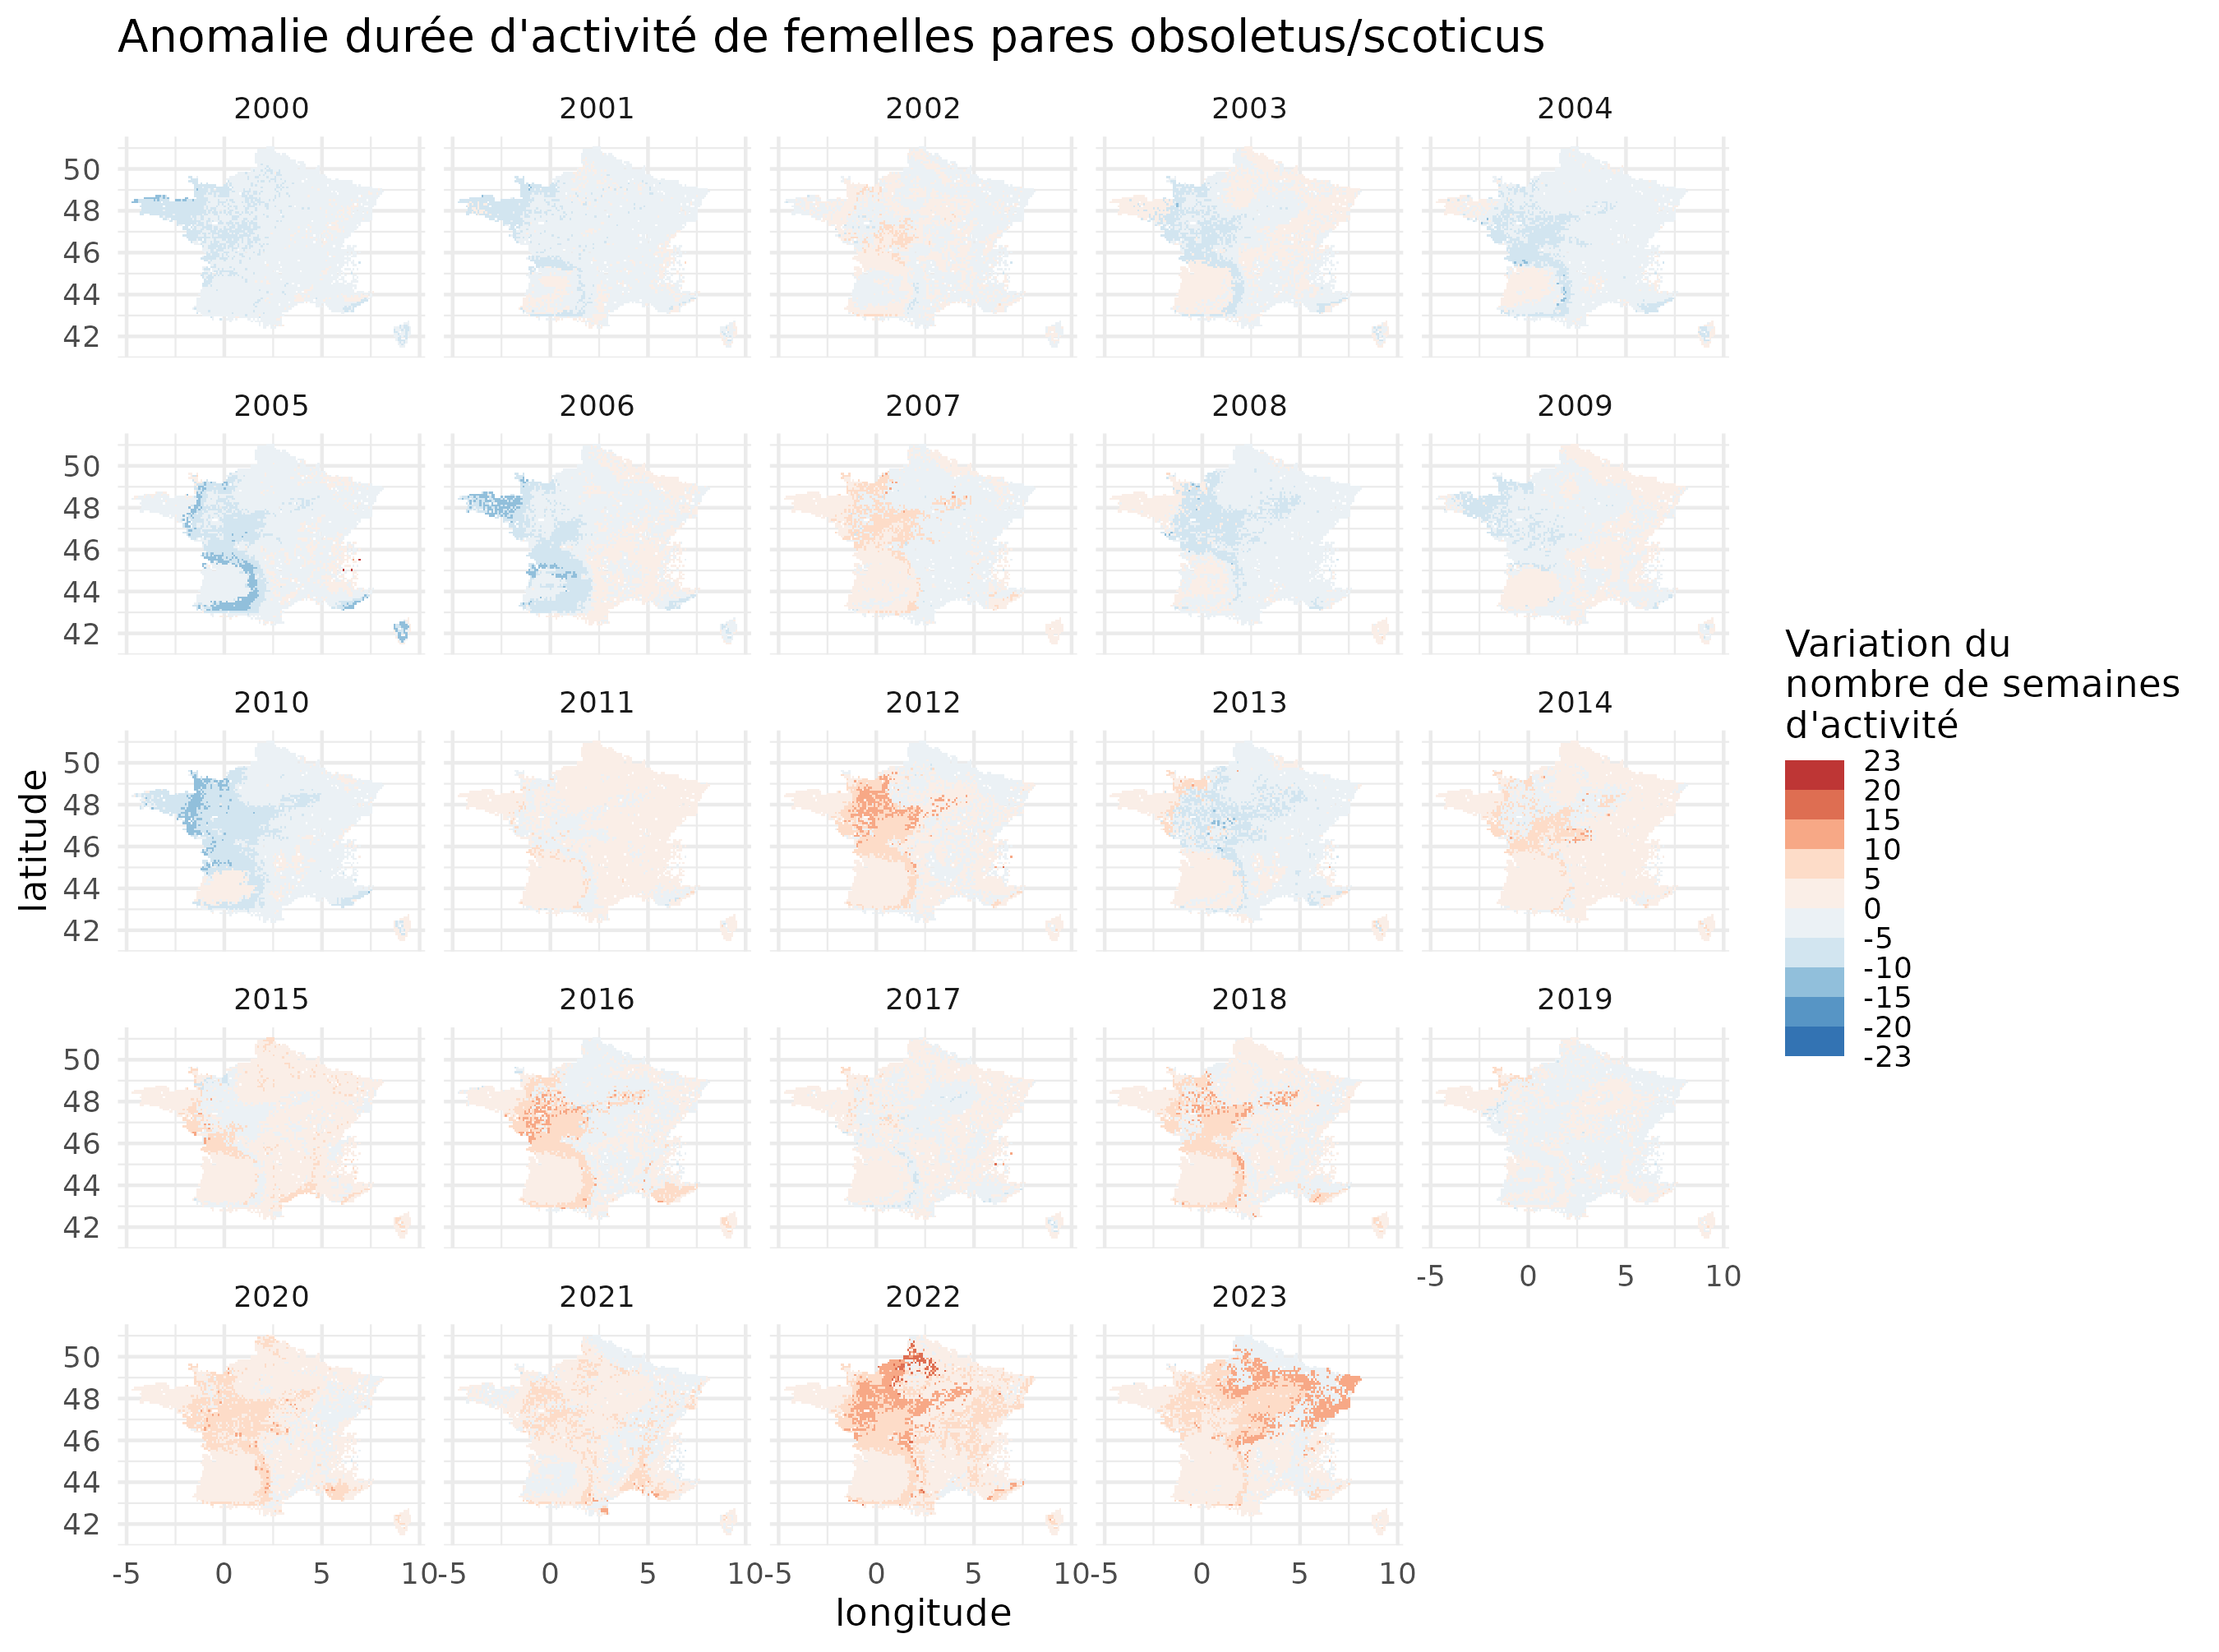 Anomalie durée d'activité de femelles pares obsoletus/scoticus
2000 2001 2002 2003 2004
50
48
46
44
42
2005 2006 2007 2008 2009
50
48
46
44
42
2010 2011 2012 2013 2014
50
48
46
44
42
2015 2016 2017 2018 2019
50
48
46
44
42
-5 0 5 10
2020 2021 2022 2023
50
48
46
44
42
-5 0 5 10 -5 0 5 10 -5 0 5 10 -5 0 5 10
longitude
latitude
Variation du
nombre de semaines
d'activité
23
20
15
10
5
0
-5
-10
-15
-20
-23